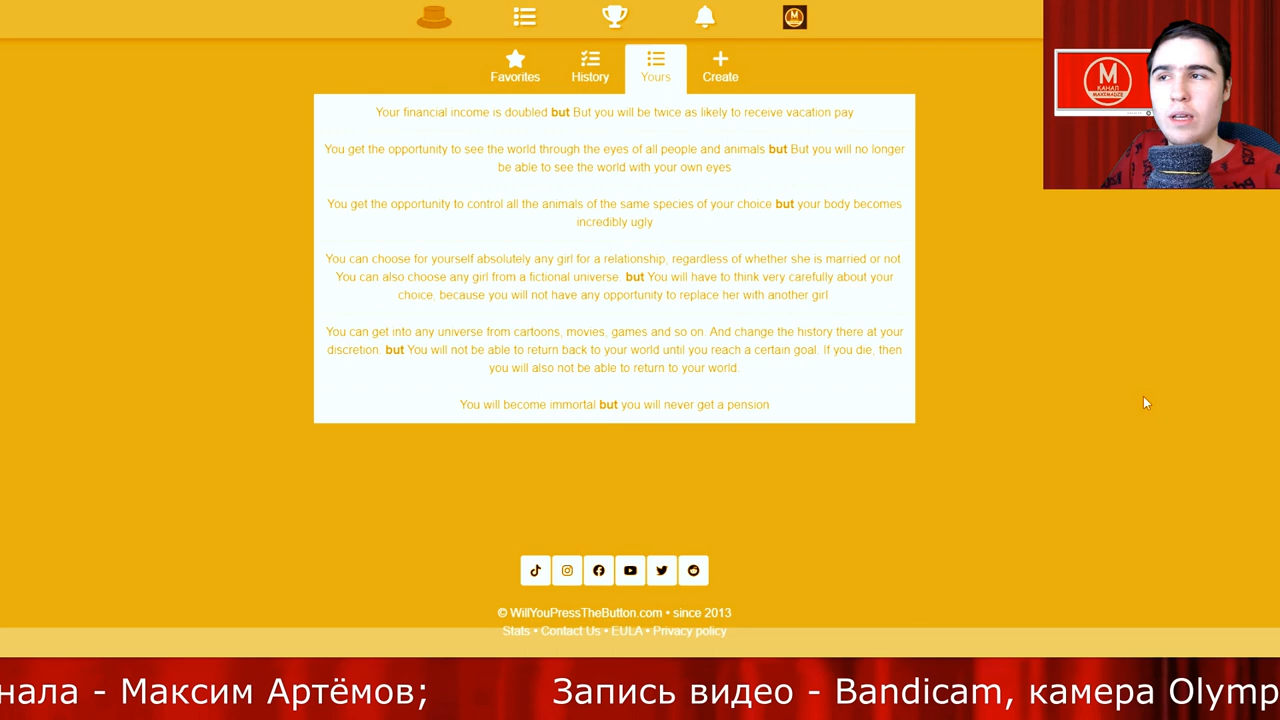 Favorites
History
Yours
Create
M
КАНАЛ
Your financial income is doubled but But you will be twice as likely to receive vacation pay
You get the opportunity to see the world through the eyes of all people and animals but But you will no longer
be able to see the world with your own eyes
You get the opportunity to control all the animals of the same species of your choice but your body becomes
incredibly ugly
You can choose for yourself absolutely any girl for a relationship, regardless of whether she is married or not
You can also choose any girl from a fictional universe. but You will have to think very carefully about your
choice, because you will not have any opportunity to replace her with another girl
You can get into any universe from cartoons, movies, games and so on. And change the history there at your
discretion. but You will not be able to return back to your world until you reach a certain goal. If you die, then
you will also not be able to return to your world.
You will become immortal but you will never get a pension
© WillYouPressTheButton.com • since 2013
Stats • Contact Us • EULA • Privacy policy
нала - Максим Артёмов; Запись видео - Bandicam, камера Olymp